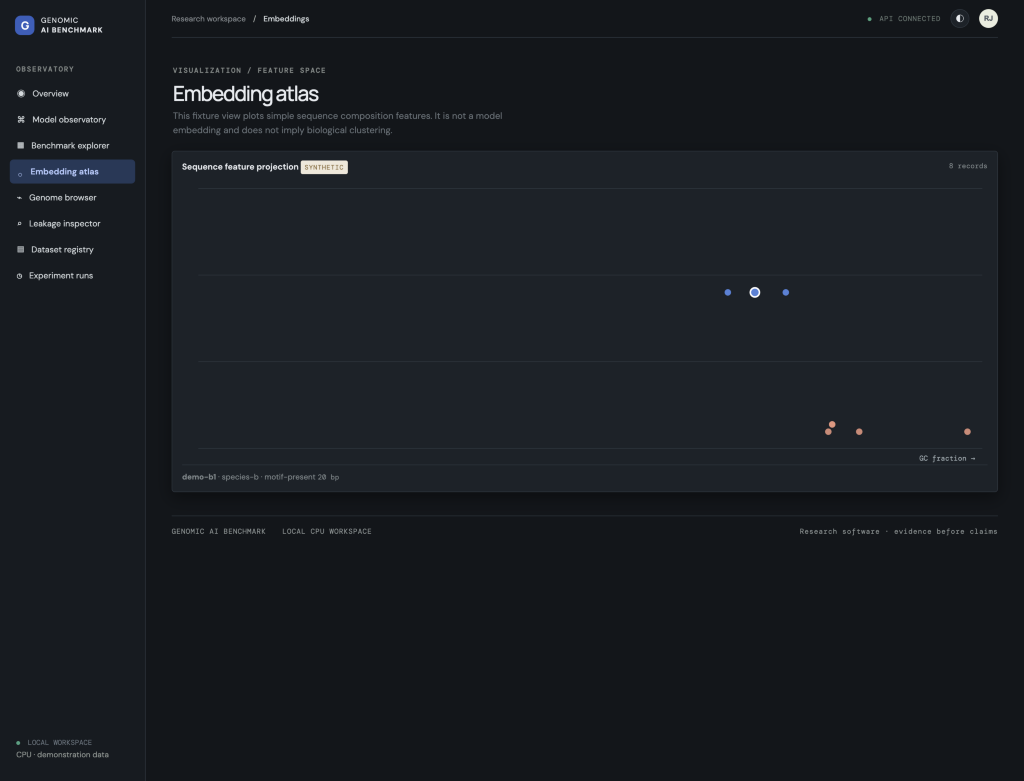 G
GENOMIC
AI BENCHMARK
Research workspace / Embeddings
API CONNECTED
RJ
OBSERVATORY
Overview
Model observatory
Benchmark explorer
Embedding atlas
Genome browser
Leakage inspector
Dataset registry
Experiment runs
VISUALIZATION / FEATURE SPACE
Embedding atlas
This fixture view plots simple sequence composition features. It is not a model
embedding and does not imply biological clustering.
Sequence feature projection SYNTHETIC
8 records
GC fraction →
demo-b1 · species-b · motif-present 20 bp
GENOMIC AI BENCHMARK LOCAL CPU WORKSPACE
Research software · evidence before claims
LOCAL WORKSPACE
CPU · demonstration data